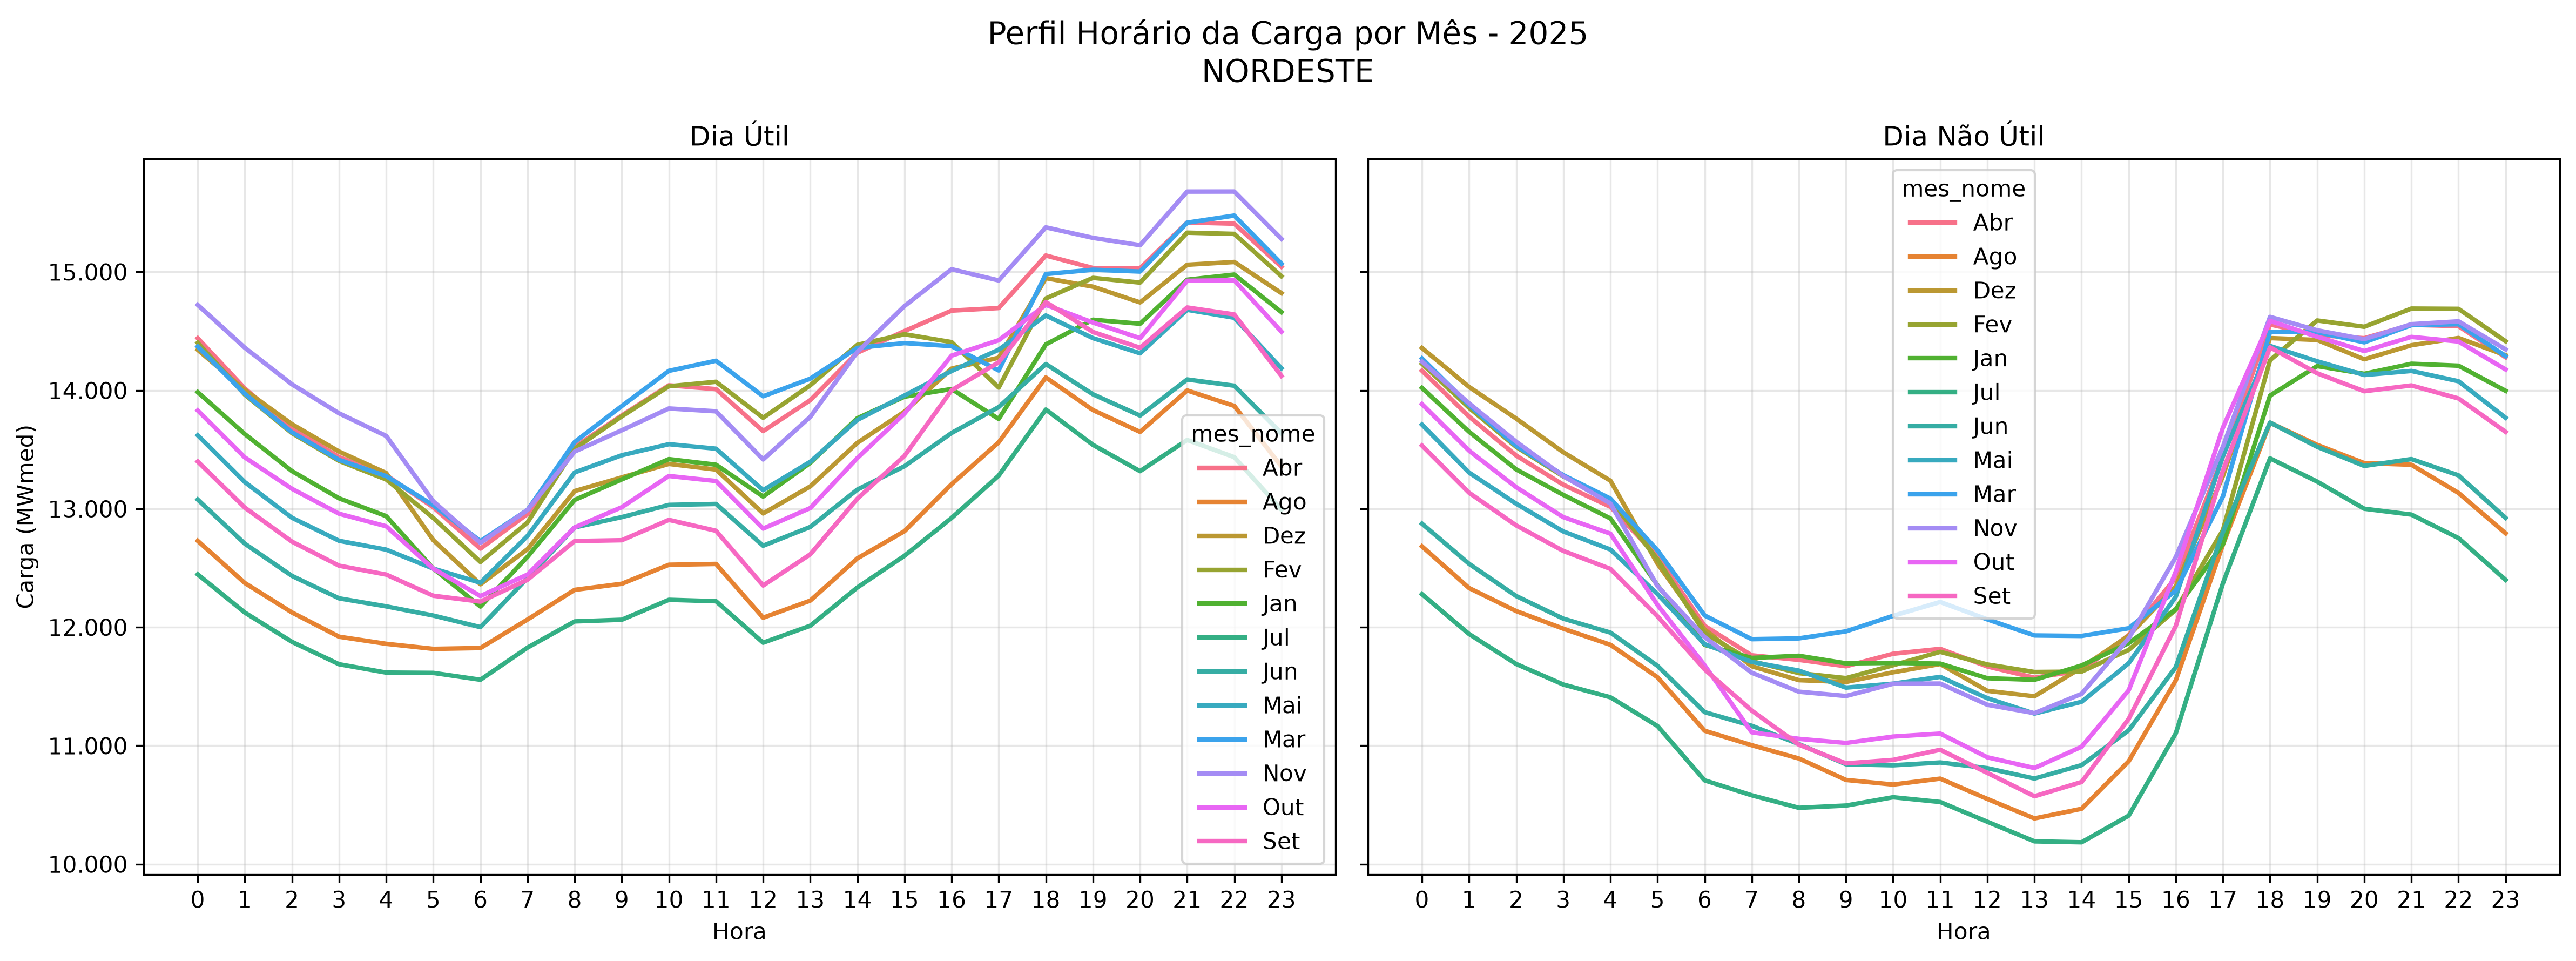 Perfil Horário da Carga por Mês - 2025
NORDESTE
Dia Útil
Carga (MWmed)
15.000
14.000
13.000
12.000
11.000
10.000
0 1 2 3 4 5 6 7 8 9 10 11 12 13 14 15 16 17 18 19 20 21 22 23
Hora
mes_nome
Abr
Ago
Dez
Fev
Jan
Jul
Jun
Mai
Mar
Nov
Out
Set
Dia Não Útil
mes_nome
Abr
Ago
Dez
Fev
Jan
Jul
Jun
Mai
Mar
Nov
Out
Set
0 1 2 3 4 5 6 7 8 9 10 11 12 13 14 15 16 17 18 19 20 21 22 23
Hora